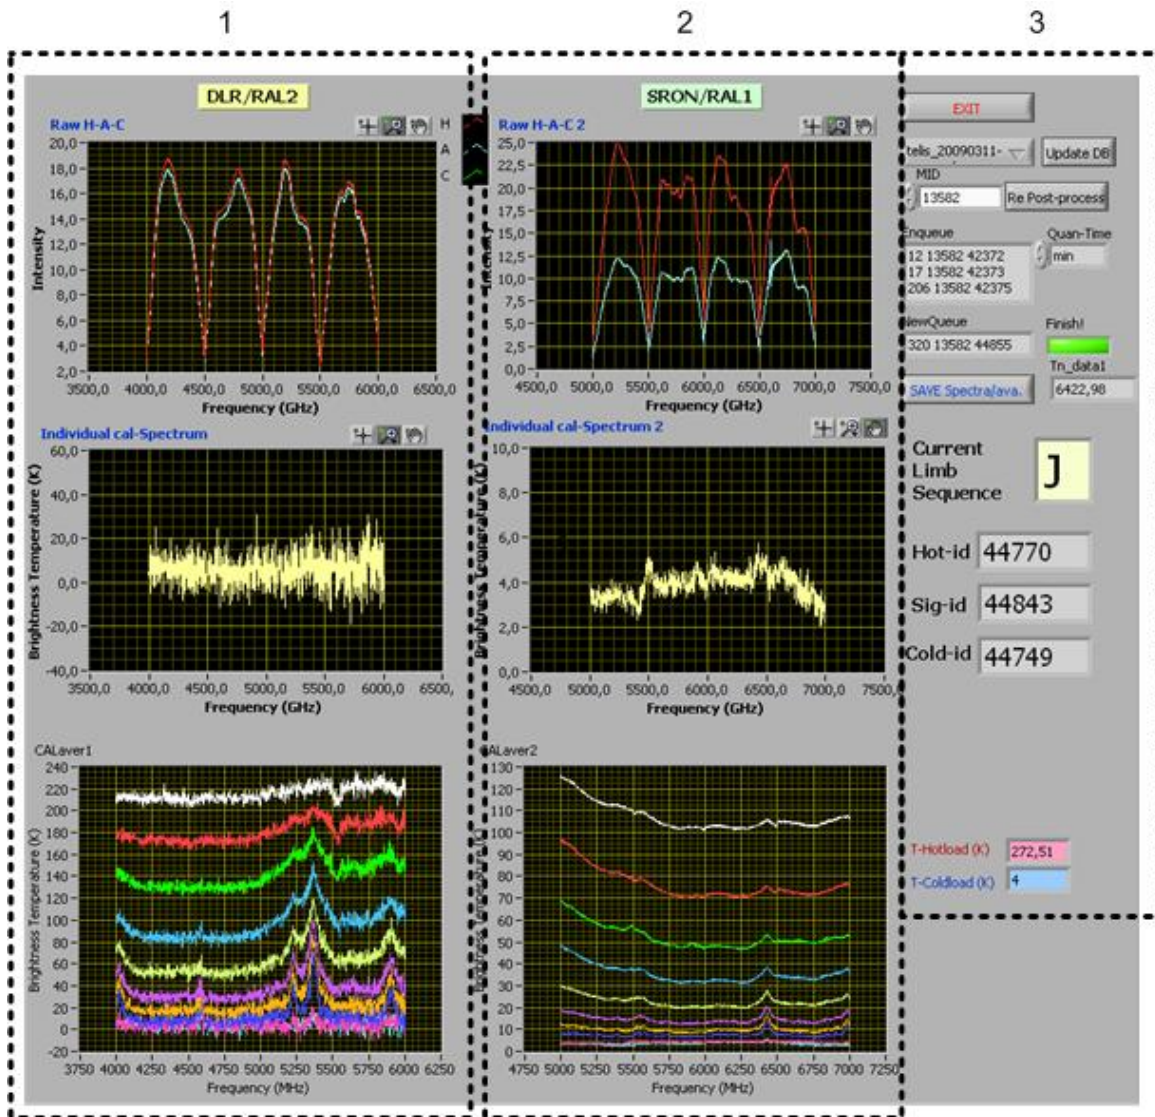 1
2
3
DLR/RAL2
Raw H-A-C
H
A
C
20,0
18,0
16,0
14,0
12,0
10,0
8,0
6,0
4,0
2,0
Intensity
3500,0 4000,0 4500,0 5000,0 5500,0 6000,0 6500,
Frequency (GHz)
Individual cal-Spectrum
60,0
40,0
20,0
0,0
-20,0
-40,0
Brightness Temperature (K)
3500,0 4000,0 4500,0 5000,0 5500,0 6000,0 6500,
Frequency (GHz)
CALaver1
240
220
200
180
160
140
120
100
80
60
40
20
0
-20
Brightness Temperature (K)
3750 4000 4250 4500 4750 5000 5250 5500 5750 6000 6250
Frequency (MHz)
SRON/RAL1
Raw H-A-C 2
25,0
22,5
20,0
17,5
15,0
12,5
10,0
7,5
5,0
2,5
0,0
Intensity
4500,0 5000,0 5500,0 6000,0 6500,0 7000,0 7500,0
Frequency (GHz)
Individual cal-Spectrum 2
10,0
8,0
6,0
4,0
2,0
0,0
Brightness Temperature (K)
4500,0 5000,0 5500,0 6000,0 6500,0 7000,0 7500,
Frequency (GHz)
CALaver2
130
120
110
100
90
80
70
60
50
40
30
20
10
0
Brightness Temperature (K)
4750 5000 5250 5500 5750 6000 6250 6500 6750 7000 7250
Frequency (MHz)
EXIT
telis_20090311-
Update DB
MID
13582
Re Post-process
Enqueue
Quan-Time
12 13582 42372
17 13582 42373
206 13582 42375
min
NewQueue
Finish!
320 13582 44855
Tn_data1
SAVE Spectra/ava.
6422,98
Current
Limb
Sequence
J
Hot-id 44770
Sig-id 44843
Cold-id 44749
T-Hotload (K) 272,51
T-Coldload (K) 4